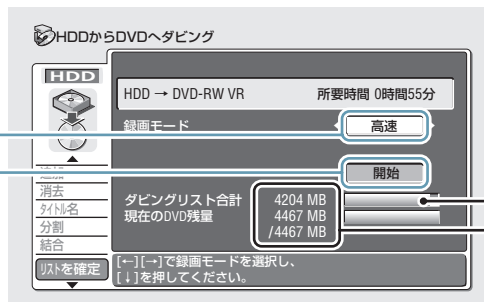 HDDからDVDへダビング
HDD
HDD → DVD-RW VR 所要時間 0時間55分
録画モード 高速
開始
消去
タイトル名
分割
結合
リストを確定
ダビングリスト合計 4204 MB
現在のDVD残量 4467 MB
/4467 MB
[←][→]で録画モードを選択し、
[↓]を押してください。